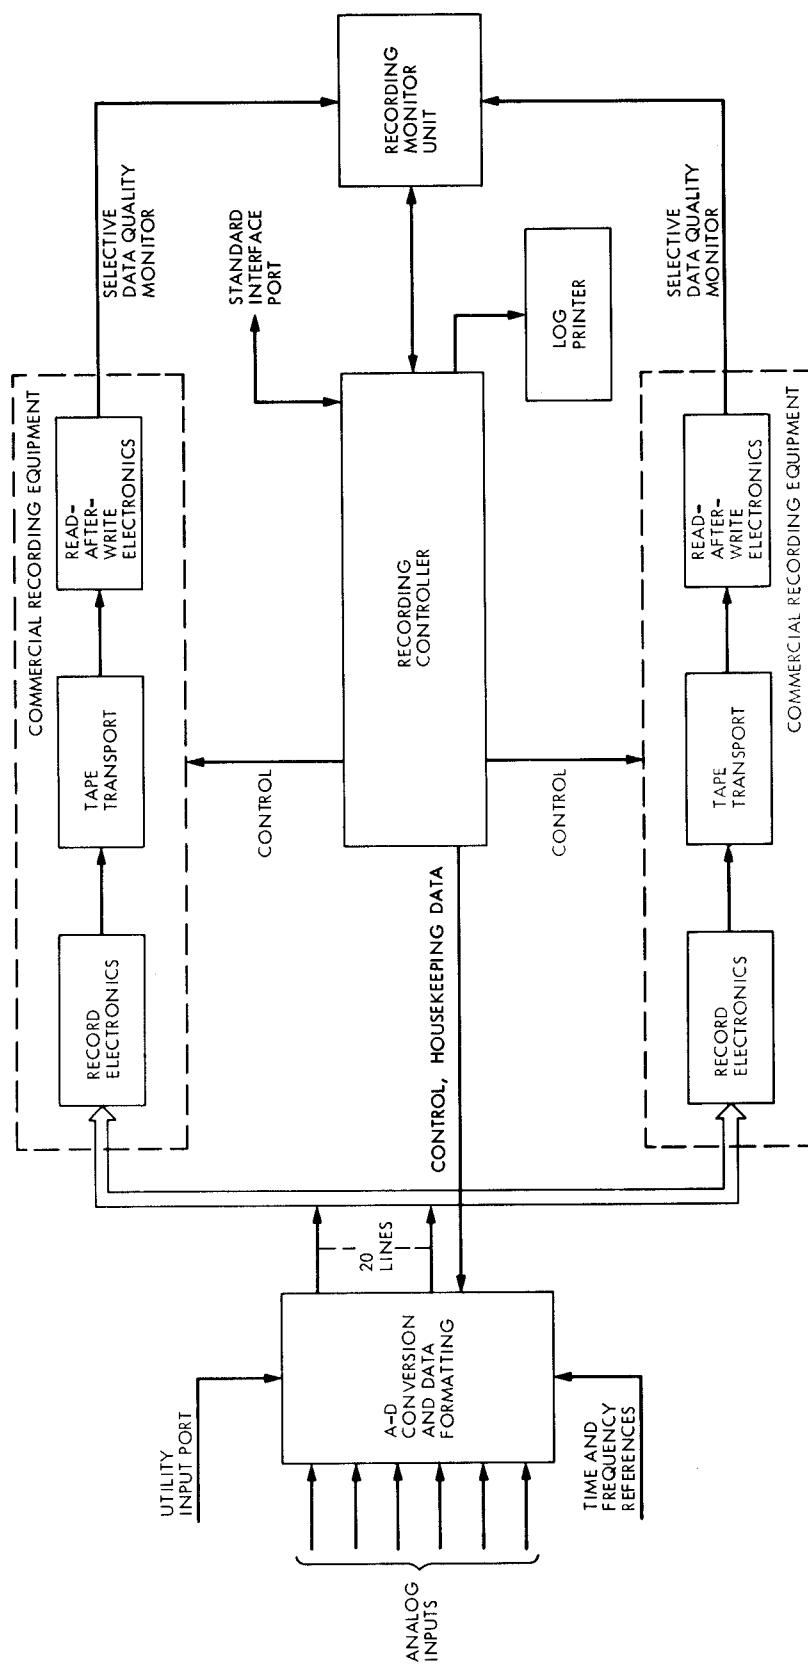 ANALOG
INPUTS
UTILITY
INPUT PORT
TIME AND
FREQUENCY
REFERENCES
A-D
CONVERSION
AND DATA
FORMATTING
20
LINES
CONTROL, HOUSEKEEPING DATA
COMMERCIAL RECORDING EQUIPMENT
RECORD
ELECTRONICS
TAPE
TRANSPORT
READ-
AFTER-
WRITE
ELECTRONICS
SELECTIVE
DATA QUALITY
MONITOR
CONTROL
STANDARD
INTERFACE
PORT
RECORDING
CONTROLLER
RECORDING
MONITOR
UNIT
LOG
PRINTER
CONTROL
RECORD
ELECTRONICS
TAPE
TRANSPORT
READ-
AFTER-
WRITE
ELECTRONICS
SELECTIVE
DATA QUALITY
MONITOR
COMMERCIAL RECORDING EQUIPMENT